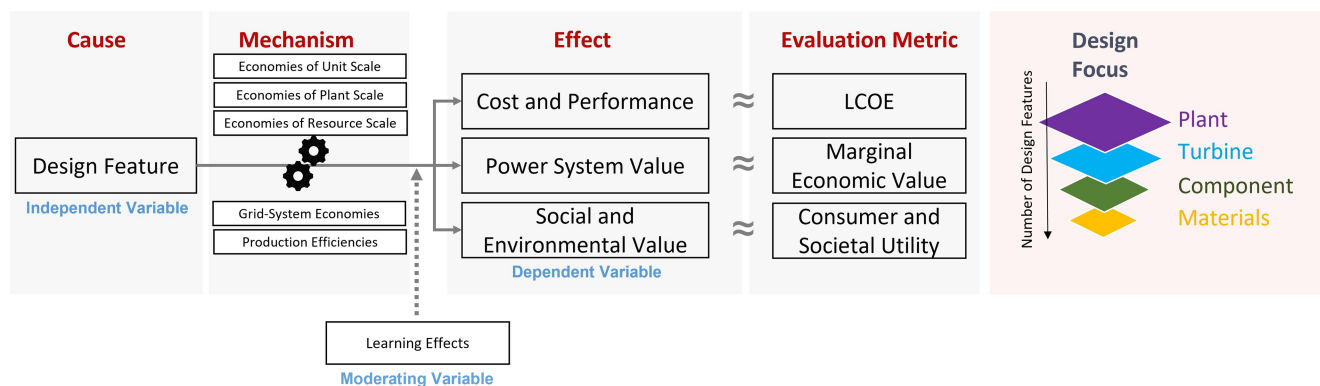 Cause
Design Feature
Independent Variable
Mechanism
Economies of Unit Scale
Economies of Plant Scale
Economies of Resource Scale
Grid-System Economies
Production Efficiencies
Learning Effects
Moderating Variable
Effect
Cost and Performance
Power System Value
Social and
Environmental Value
Dependent Variable
Evaluation Metric
≈ LCOE
≈ Marginal
Economic Value
≈ Consumer and
Societal Utility
Design
Focus
Number of Design Features
Plant
Turbine
Component
Materials